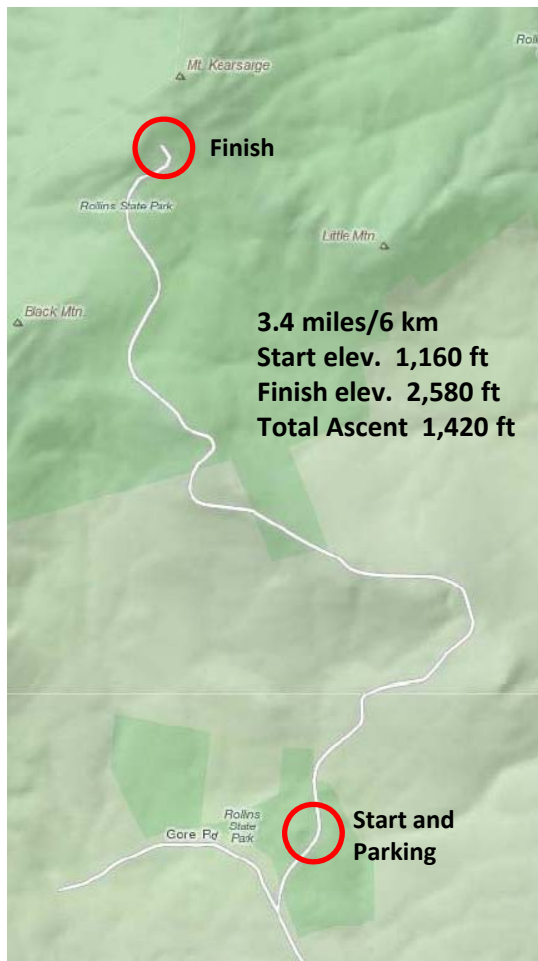 Mt. Kearsarge
Finish
Rollins State Park
Little Mtn.
Black Mtn.
3.4 miles/6 km
Start elev. 1,160 ft
Finish elev. 2,580 ft
Total Ascent 1,420 ft
Rollins
State
Park
Gore Rd
Start and
Parking